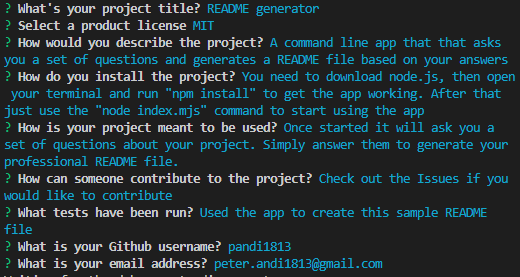 ? What's your project title? README generator
? Select a product license MIT
? How would you describe the project? A command line app that that asks
you a set of questions and generates a README file based on your answers
? How do you install the project? You need to download node.js, then open
your terminal and run "npm install" to get the app working. After that
just use the "node index.mjs" command to start using the app
? How is your project meant to be used? Once started it will ask you a
set of questions about your project. Simply answer them to generate your
professional README file.
? How can someone contribute to the project? Check out the Issues if you
would like to contribute
? What tests have been run? Used the app to create this sample README
file
? What is your Github username? pandi1813
? What is your email address? peter.andi1813@gmail.com